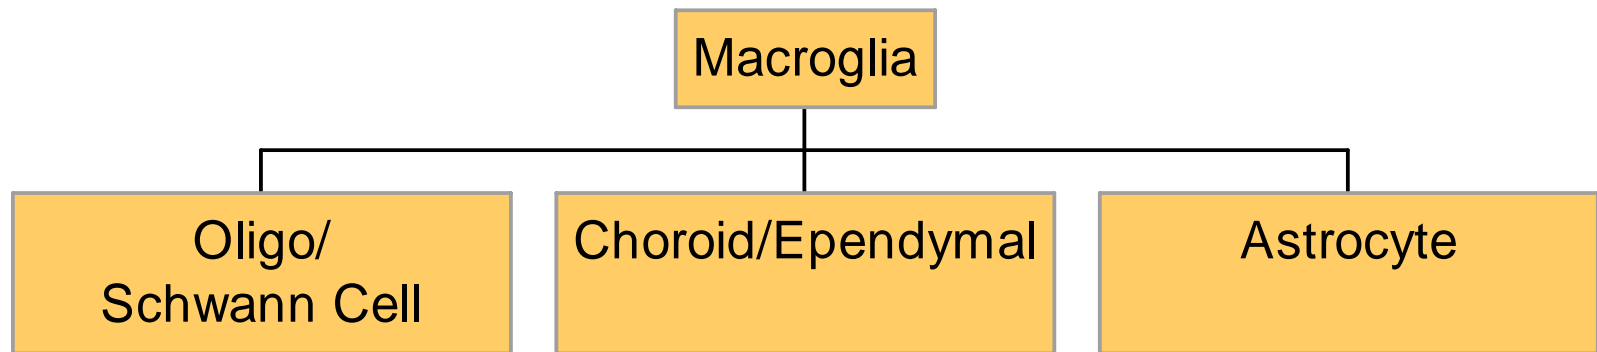 Macroglia
Oligo/
Schwann Cell
Choroid/Ependymal
Astrocyte